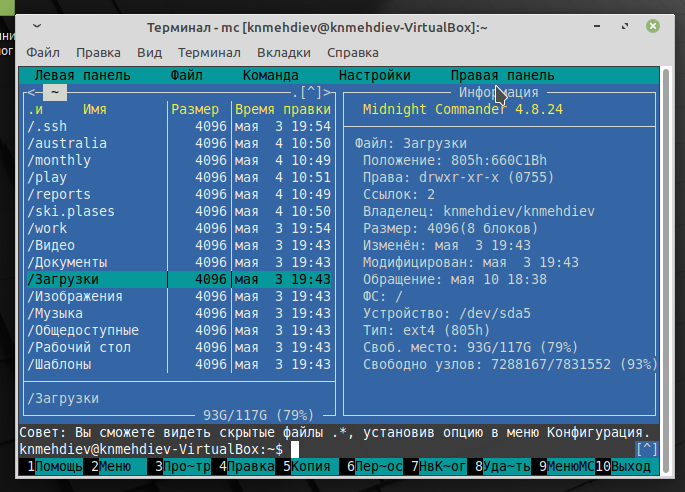 Терминал - mc [knmehdiev@knmehdiev-VirtualBox]:~
Файл Правка Вид Терминал Вкладки Справка
Левая панель Файл Команда Настройки Правая панель
<─ ~ .[^]>
Информация
.и Имя Размер Время правки
/.ssh 4096 мая 3 19:54
/australia 4096 мая 4 10:50
/monthly 4096 мая 4 10:49
/play 4096 мая 4 10:51
/reports 4096 мая 4 10:49
/ski.plases 4096 мая 4 10:50
/work 4096 мая 3 19:54
/Видео 4096 мая 3 19:43
/Документы 4096 мая 3 19:43
/Загрузки 4096 мая 3 19:43
/Изображения 4096 мая 3 19:43
/Музыка 4096 мая 3 19:43
/Общедоступные 4096 мая 3 19:43
/Рабочий стол 4096 мая 3 19:43
/Шаблоны 4096 мая 3 19:43
/Загрузки
93G/117G (79%)
Midnight Commander 4.8.24
Файл: Загрузки
Положение: 805h:660C1Bh
Права: drwxr-xr-x (0755)
Ссылок: 2
Владелец: knmehdiev/knmehdiev
Размер: 4096(8 блоков)
Изменён: мая 3 19:43
Модифицирован: мая 3 19:43
Обращение: мая 10 18:38
ФС: /
Устройство: /dev/sda5
Тип: ext4 (805h)
Своб. место: 93G/117G (79%)
Свободно узлов: 7288167/7831552 (93%)
Совет: Вы сможете видеть скрытые файлы .*, установив опцию в меню Конфигурация.
knmehdiev@knmehdiev-VirtualBox:~$ [^]
1Помощь 2Меню 3Про~тр 4Правка 5Копия 6Пер~ос 7НвК~ог 8Уда~ть 9МенюМС 10Выход